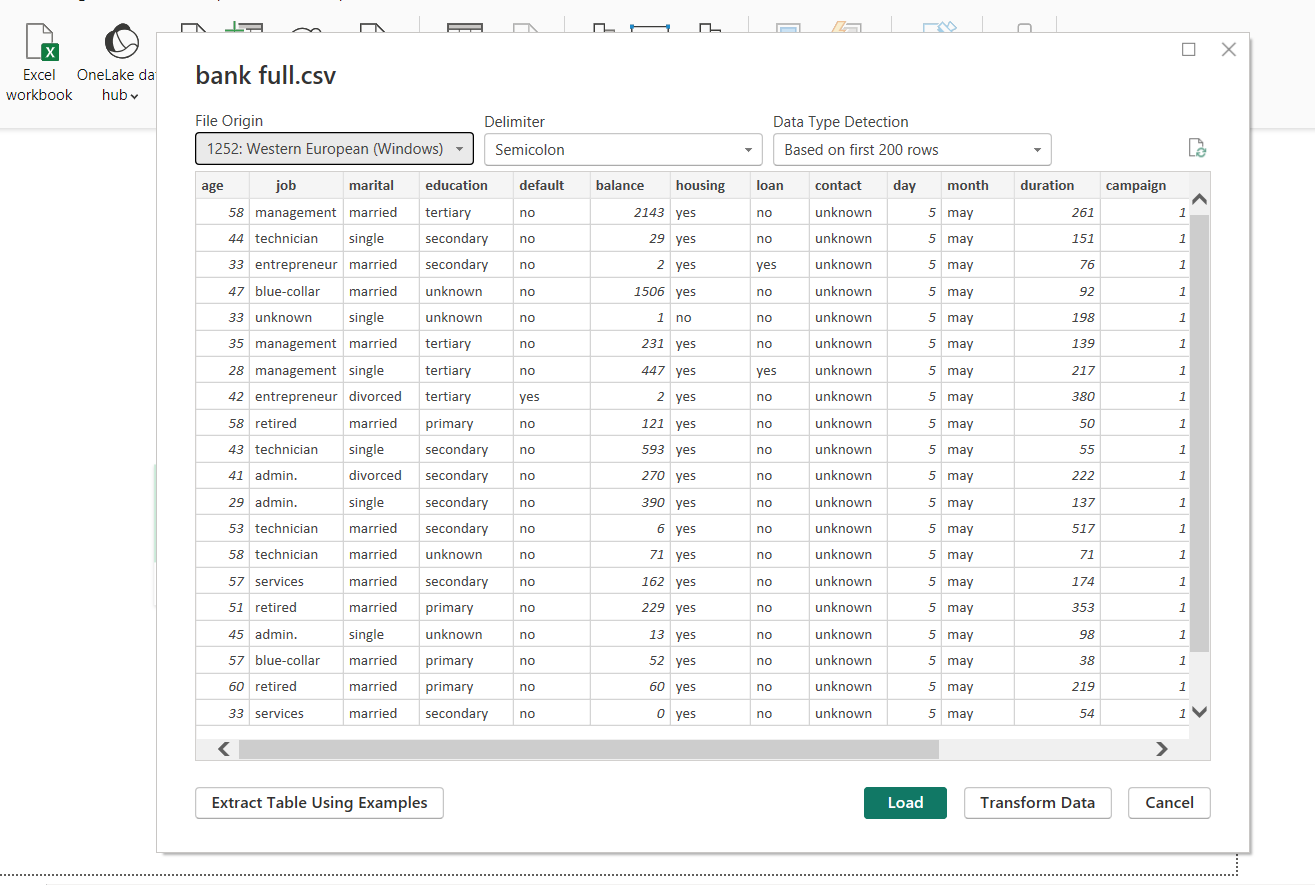 Excel
workbook
OneLake da
hub
bank full.csv
File Origin
Delimiter
Data Type Detection
1252: Western European (Windows)
Semicolon
Based on first 200 rows
age job marital education default balance housing loan contact day month duration campaign
58 management married tertiary no 2143 yes no unknown 5 may 261 1
44 technician single secondary no 29 yes no unknown 5 may 151 1
33 entrepreneur married secondary no 2 yes yes unknown 5 may 76 1
47 blue-collar married unknown no 1506 yes no unknown 5 may 92 1
33 unknown single unknown no 1 no no unknown 5 may 198 1
35 management married tertiary no 231 yes no unknown 5 may 139 1
28 management single tertiary no 447 yes yes unknown 5 may 217 1
42 entrepreneur divorced tertiary yes 2 yes no unknown 5 may 380 1
58 retired married primary no 121 yes no unknown 5 may 50 1
43 technician single secondary no 593 yes no unknown 5 may 55 1
41 admin. divorced secondary no 270 yes no unknown 5 may 222 1
29 admin. single secondary no 390 yes no unknown 5 may 137 1
53 technician married secondary no 6 yes no unknown 5 may 517 1
58 technician married unknown no 71 yes no unknown 5 may 71 1
57 services married secondary no 162 yes no unknown 5 may 174 1
51 retired married primary no 229 yes no unknown 5 may 353 1
45 admin. single unknown no 13 yes no unknown 5 may 98 1
57 blue-collar married primary no 52 yes no unknown 5 may 38 1
60 retired married primary no 60 yes no unknown 5 may 219 1
33 services married secondary no 0 yes no unknown 5 may 54 1
Extract Table Using Examples
Load
Transform Data
Cancel